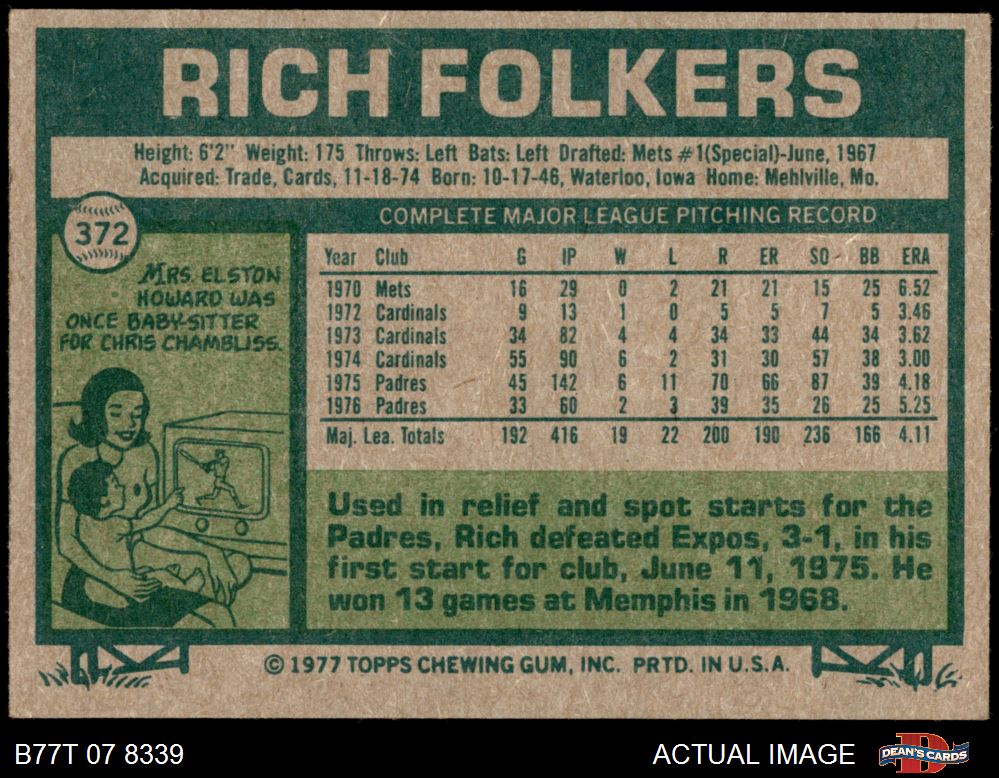 RICH FOLKERS
Height: 6'2" Weight: 175 Throws: Left Bats: Left Drafted: Mets #1(Special)-June, 1967
Acquired: Trade, Cards, 11-18-74 Born: 10-17-46, Waterloo, Iowa Home: Mehlville, Mo.
372
MRS. ELSTON
HOWARD WAS
ONCE BABY-SITTER
FOR CHRIS CHAMBLISS.
COMPLETE MAJOR LEAGUE PITCHING RECORD
Year Club G IP W L R ER SO BB ERA
1970 Mets 16 29 0 2 21 21 15 25 6.52
1972 Cardinals 9 13 1 0 5 5 7 5 3.46
1973 Cardinals 34 82 4 4 34 33 44 34 3.62
1974 Cardinals 55 90 6 2 31 30 57 38 3.00
1975 Padres 45 142 6 11 70 66 87 39 4.18
1976 Padres 33 60 2 3 39 35 26 25 5.25
Maj. Lea. Totals 192 416 19 22 200 190 236 166 4.11
Used in relief and spot starts for the
Padres, Rich defeated Expos, 3-1, in his
first start for club, June 11, 1975. He
won 13 games at Memphis in 1968.
© 1977 TOPPS CHEWING GUM, INC. PRTD. IN U.S.A.
B77T 07 8339
ACTUAL IMAGE
D
DEAN'S CARDS